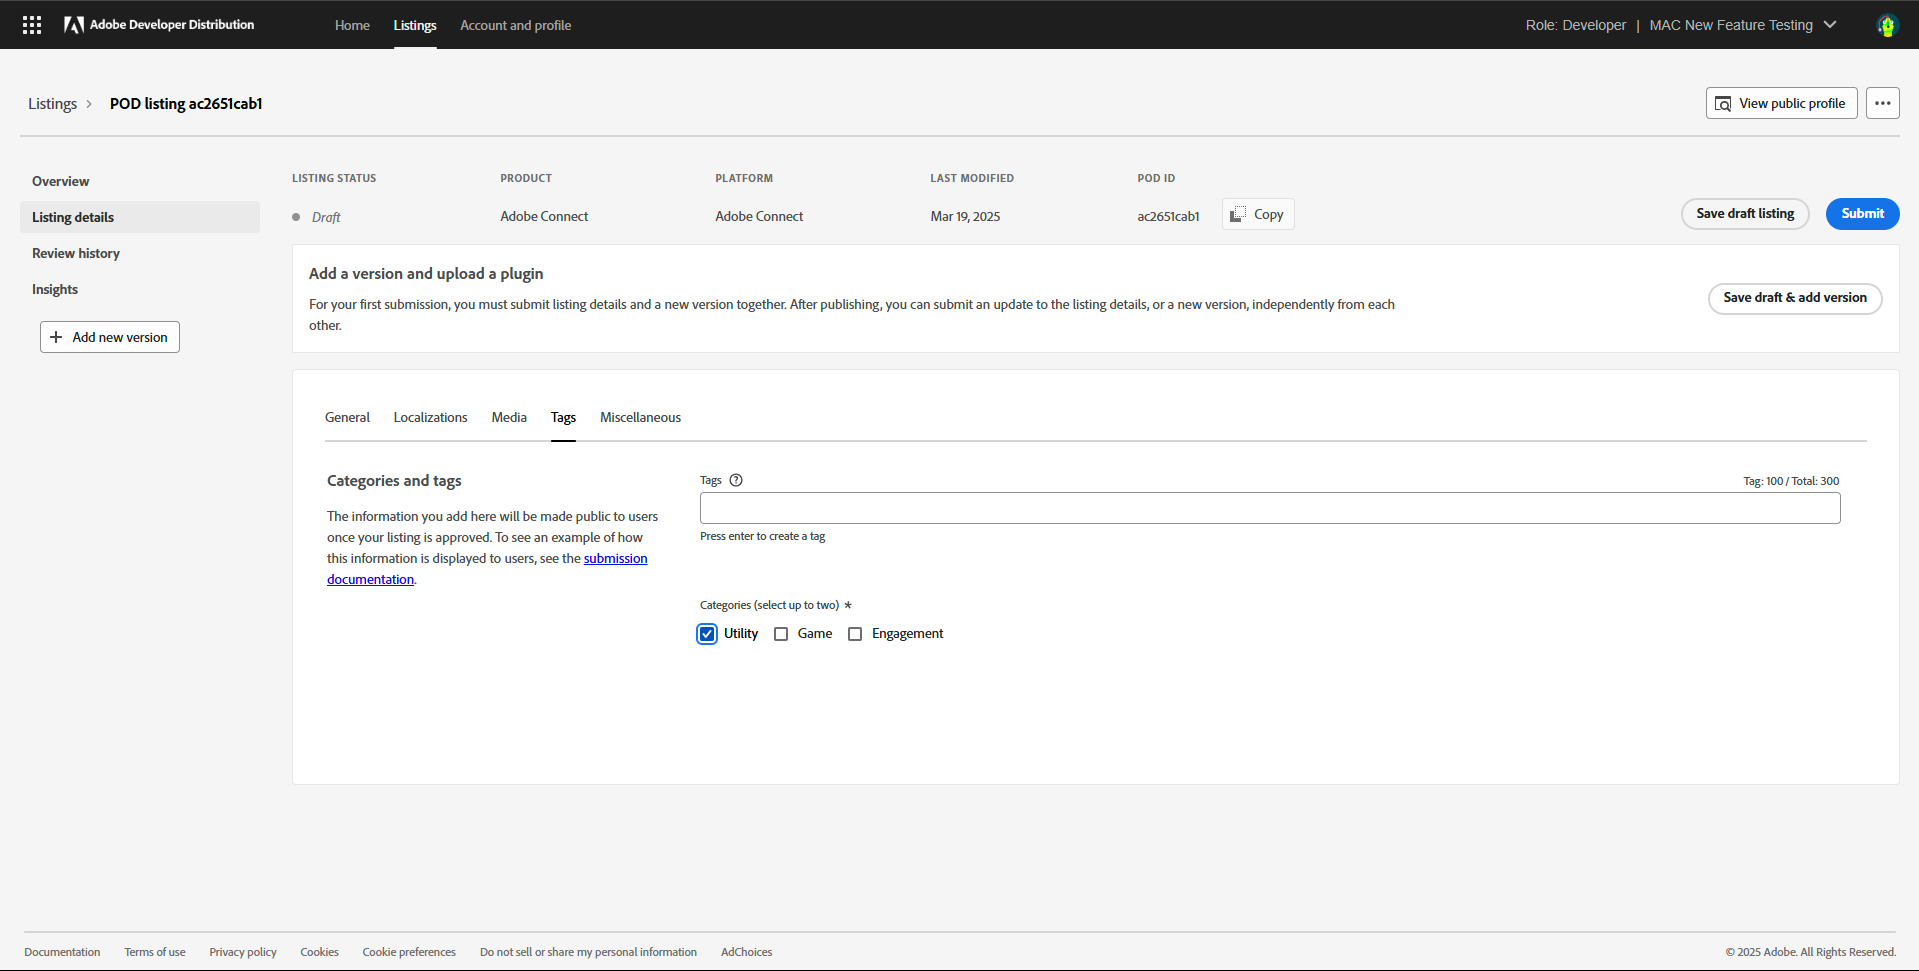 Adobe Developer Distribution
Home
Listings
Account and profile
Role: Developer | MAC New Feature Testing
Listings
POD listing ac2651cab1
View public profile
Overview
Listing details
Review history
Insights
Add new version
LISTING STATUS
PRODUCT
PLATFORM
LAST MODIFIED
POD ID
Draft
Adobe Connect
Adobe Connect
Mar 19, 2025
ac2651cab1
Copy
Save draft listing
Submit
Add a version and upload a plugin
For your first submission, you must submit listing details and a new version together. After publishing, you can submit an update to the listing details, or a new version, independently from each
other.
Save draft & add version
General
Localizations
Media
Tags
Miscellaneous
Categories and tags
The information you add here will be made public to users
once your listing is approved. To see an example of how
this information is displayed to users, see the submission
documentation.
Tags
Tag: 100 / Total: 300
Press enter to create a tag
Categories (select up to two) *
Utility
Game
Engagement
Documentation
Terms of use
Privacy policy
Cookies
Cookie preferences
Do not sell or share my personal information
AdChoices
© 2025 Adobe. All Rights Reserved.